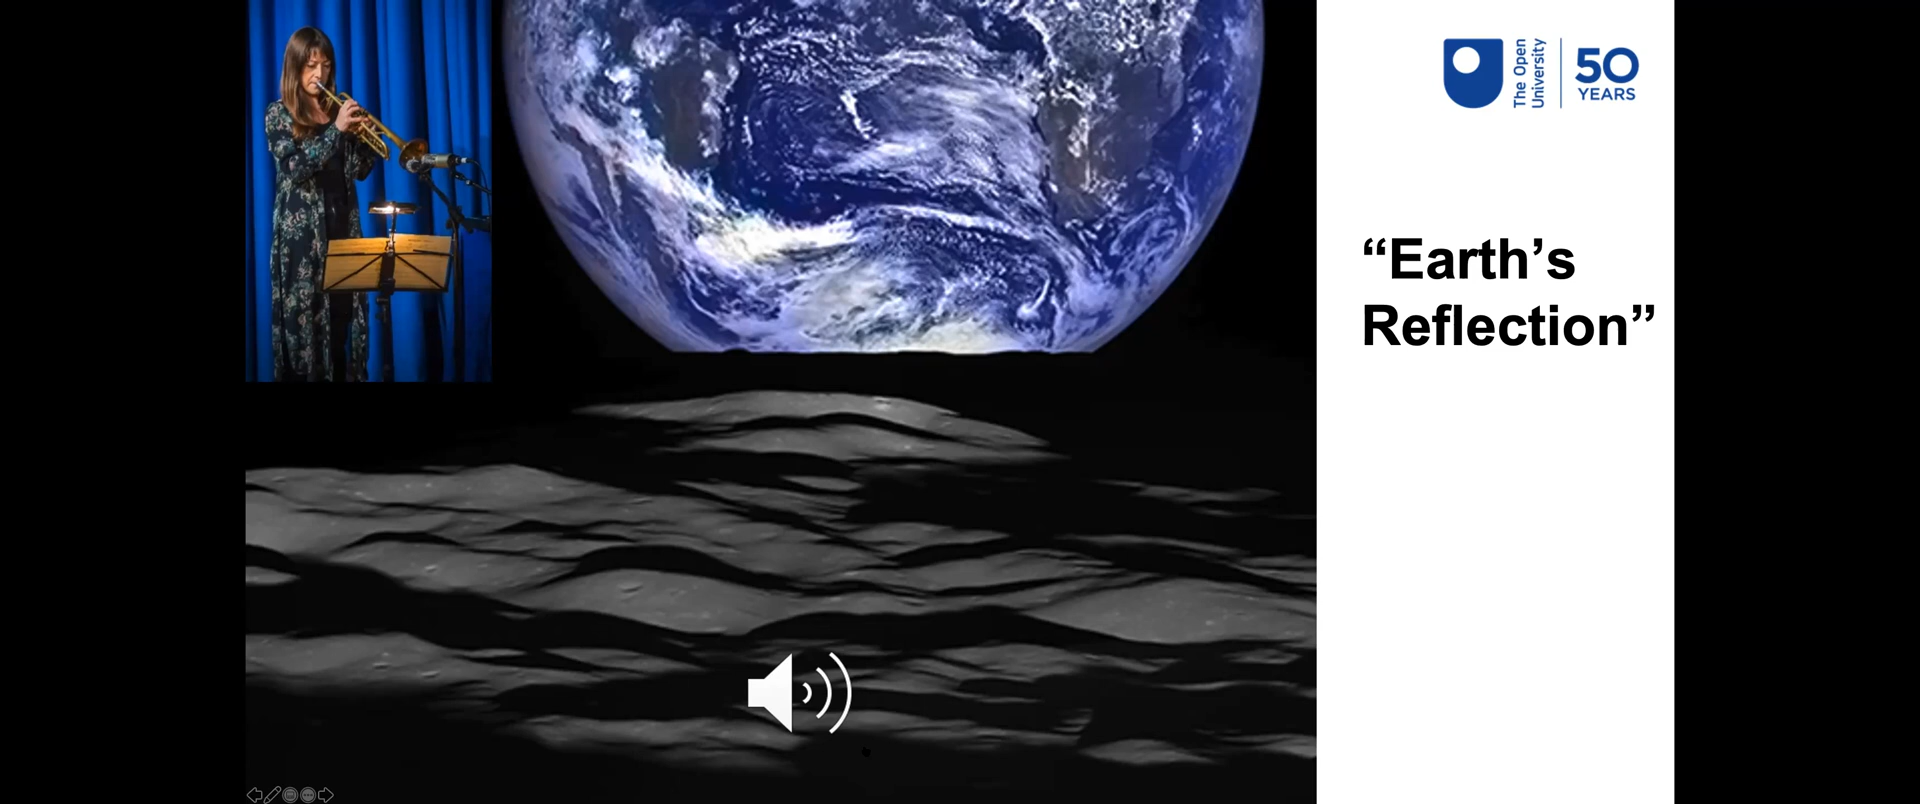 The Open
University
50
YEARS
“Earth’s
Reflection”